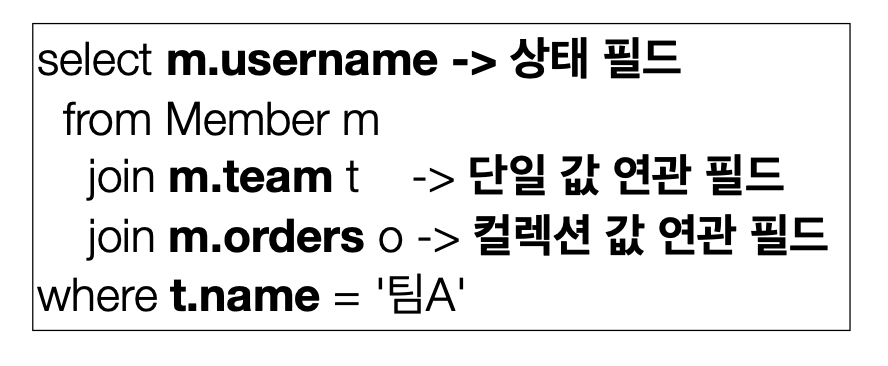 select m.username -> 상태 필드
from Member m
join m.team t -> 단일 값 연관 필드
join m.orders o -> 컬렉션 값 연관 필드
where t.name = '팀A'